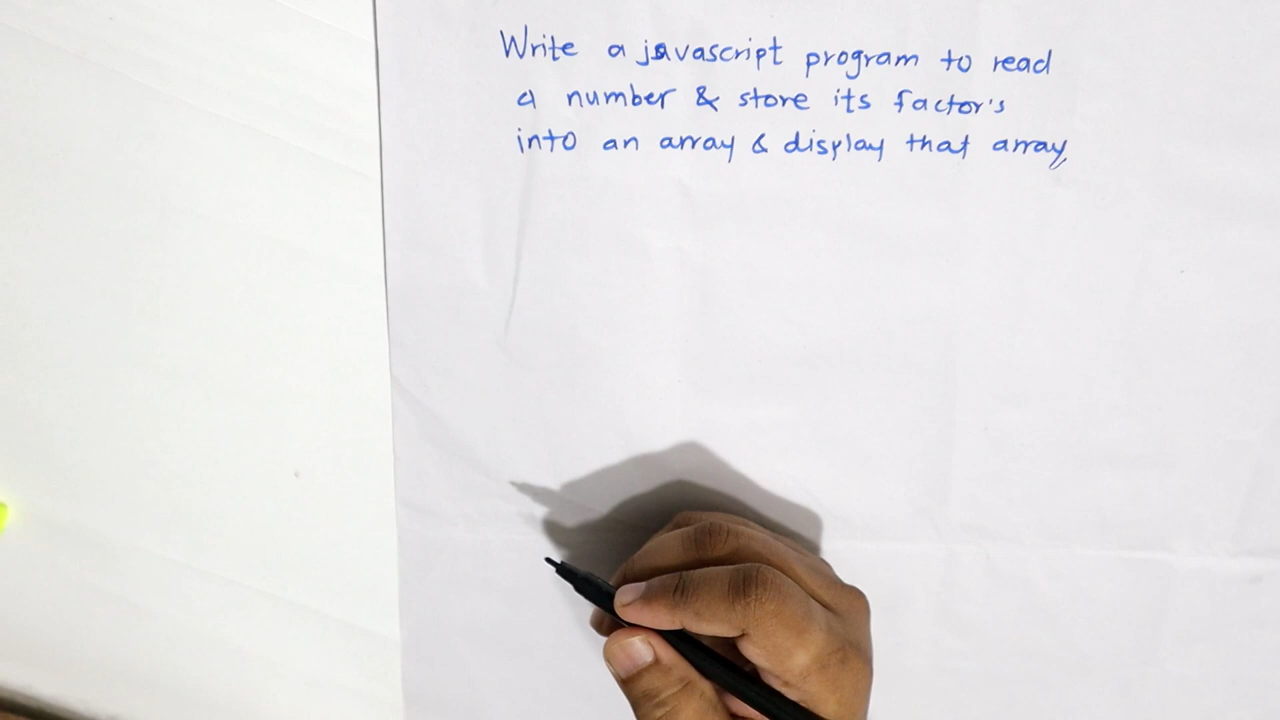 Write a javascript program to read
a number & store its factor's
into an array & display that array